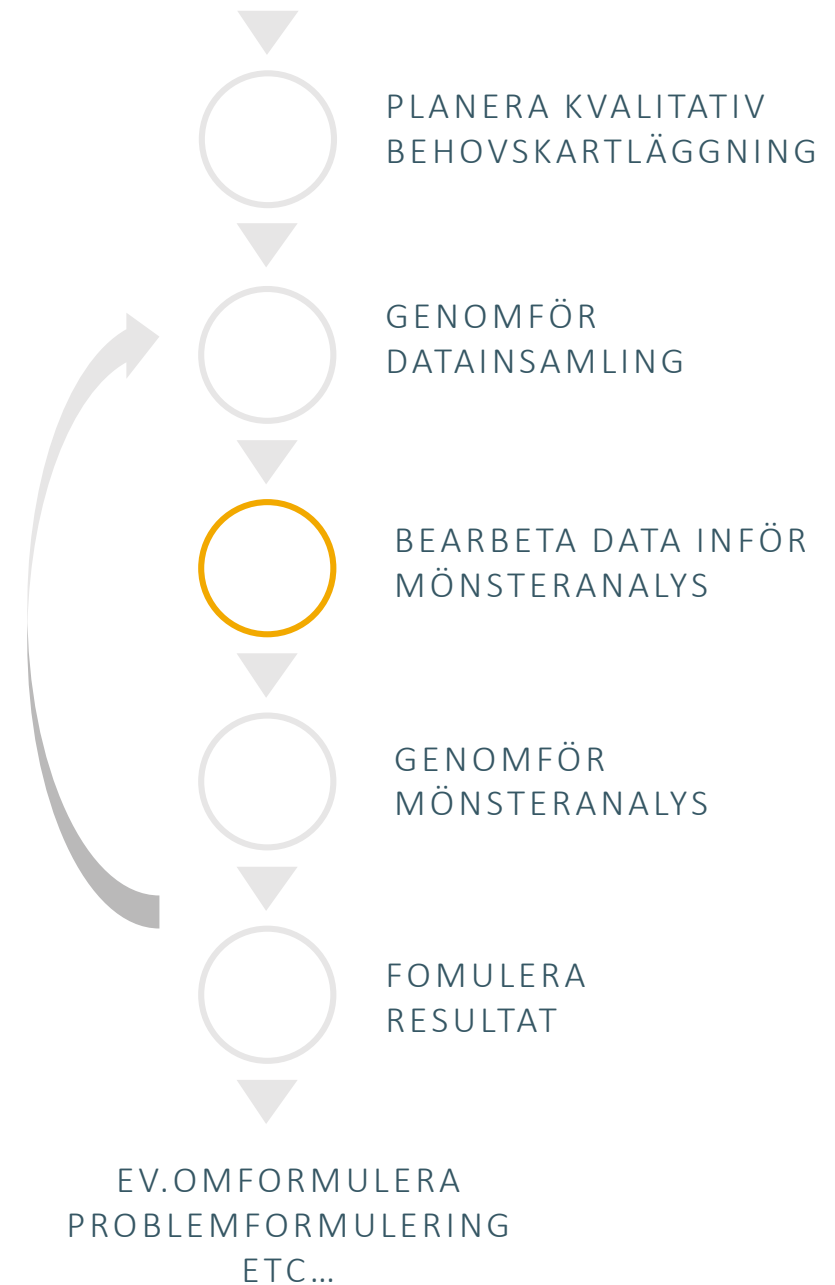 PLANERA KVALITATIV
BEHOVSKARTLÄGGNING
GENOMFÖR
DATAINSAMLING
BEARBETA DATA INFÖR
MÖNSTERANALYS
GENOMFÖR
MÖNSTERANALYS
FOMULERA
RESULTAT
EV.OMFORMULERA
PROBLEMFORMULERING
ETC…